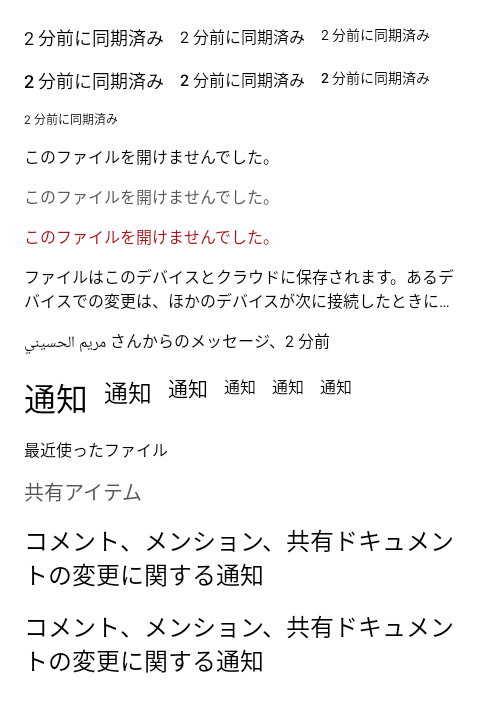 2 分前に同期済み 2 分前に同期済み 2 分前に同期済み
2 分前に同期済み 2 分前に同期済み 2 分前に同期済み
2 分前に同期済み
このファイルを開けませんでした。
このファイルを開けませんでした。
このファイルを開けませんでした。
ファイルはこのデバイスとクラウドに保存されます。あるデ
バイスでの変更は、ほかのデバイスが次に接続したときに…
مريم الحسيني さんからのメッセージ、2 分前
通知 通知 通知 通知 通知 通知
最近使ったファイル
共有アイテム
コメント、メンション、共有ドキュメン
トの変更に関する通知
コメント、メンション、共有ドキュメン
トの変更に関する通知